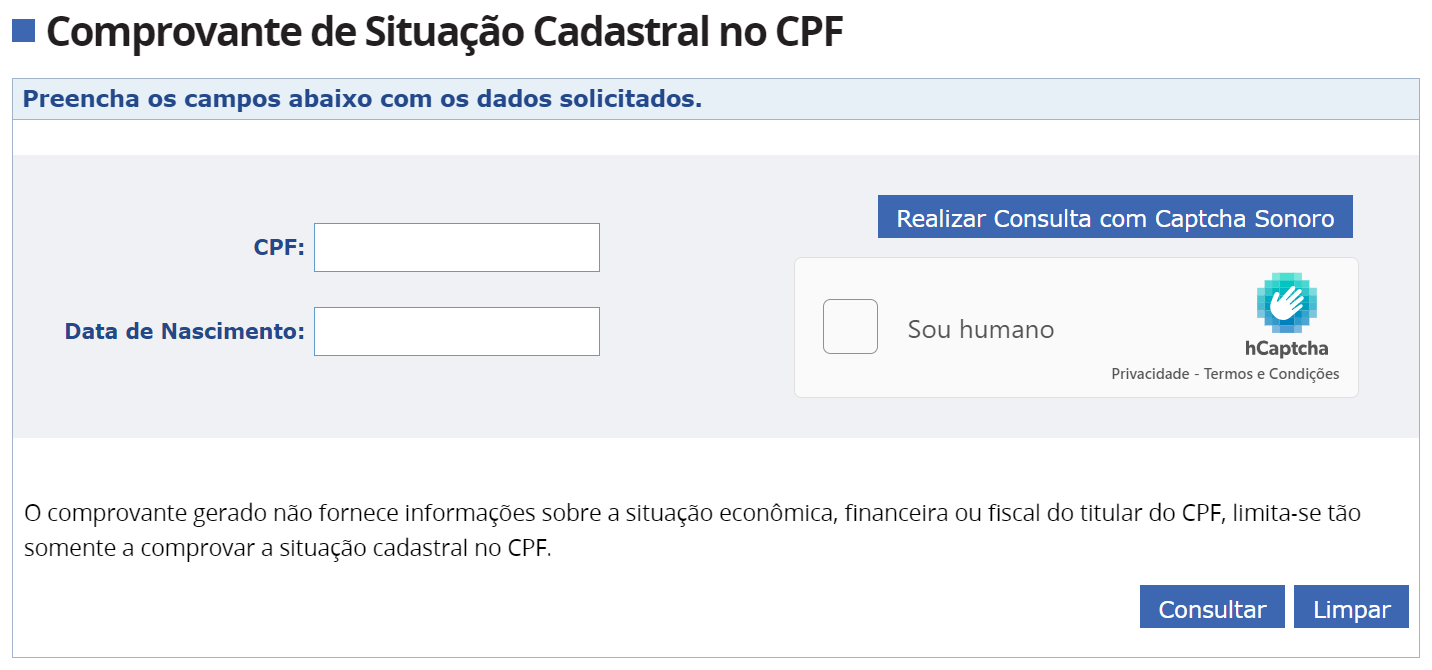 Comprovante de Situação Cadastral no CPF
Preencha os campos abaixo com os dados solicitados.
CPF:
Data de Nascimento:
Realizar Consulta com Captcha Sonoro
Sou humano
hCaptcha
Privacidade - Termos e Condições
O comprovante gerado não fornece informações sobre a situação econômica, financeira ou fiscal do titular do CPF, limita-se tão
somente a comprovar a situação cadastral no CPF.
Consultar
Limpar